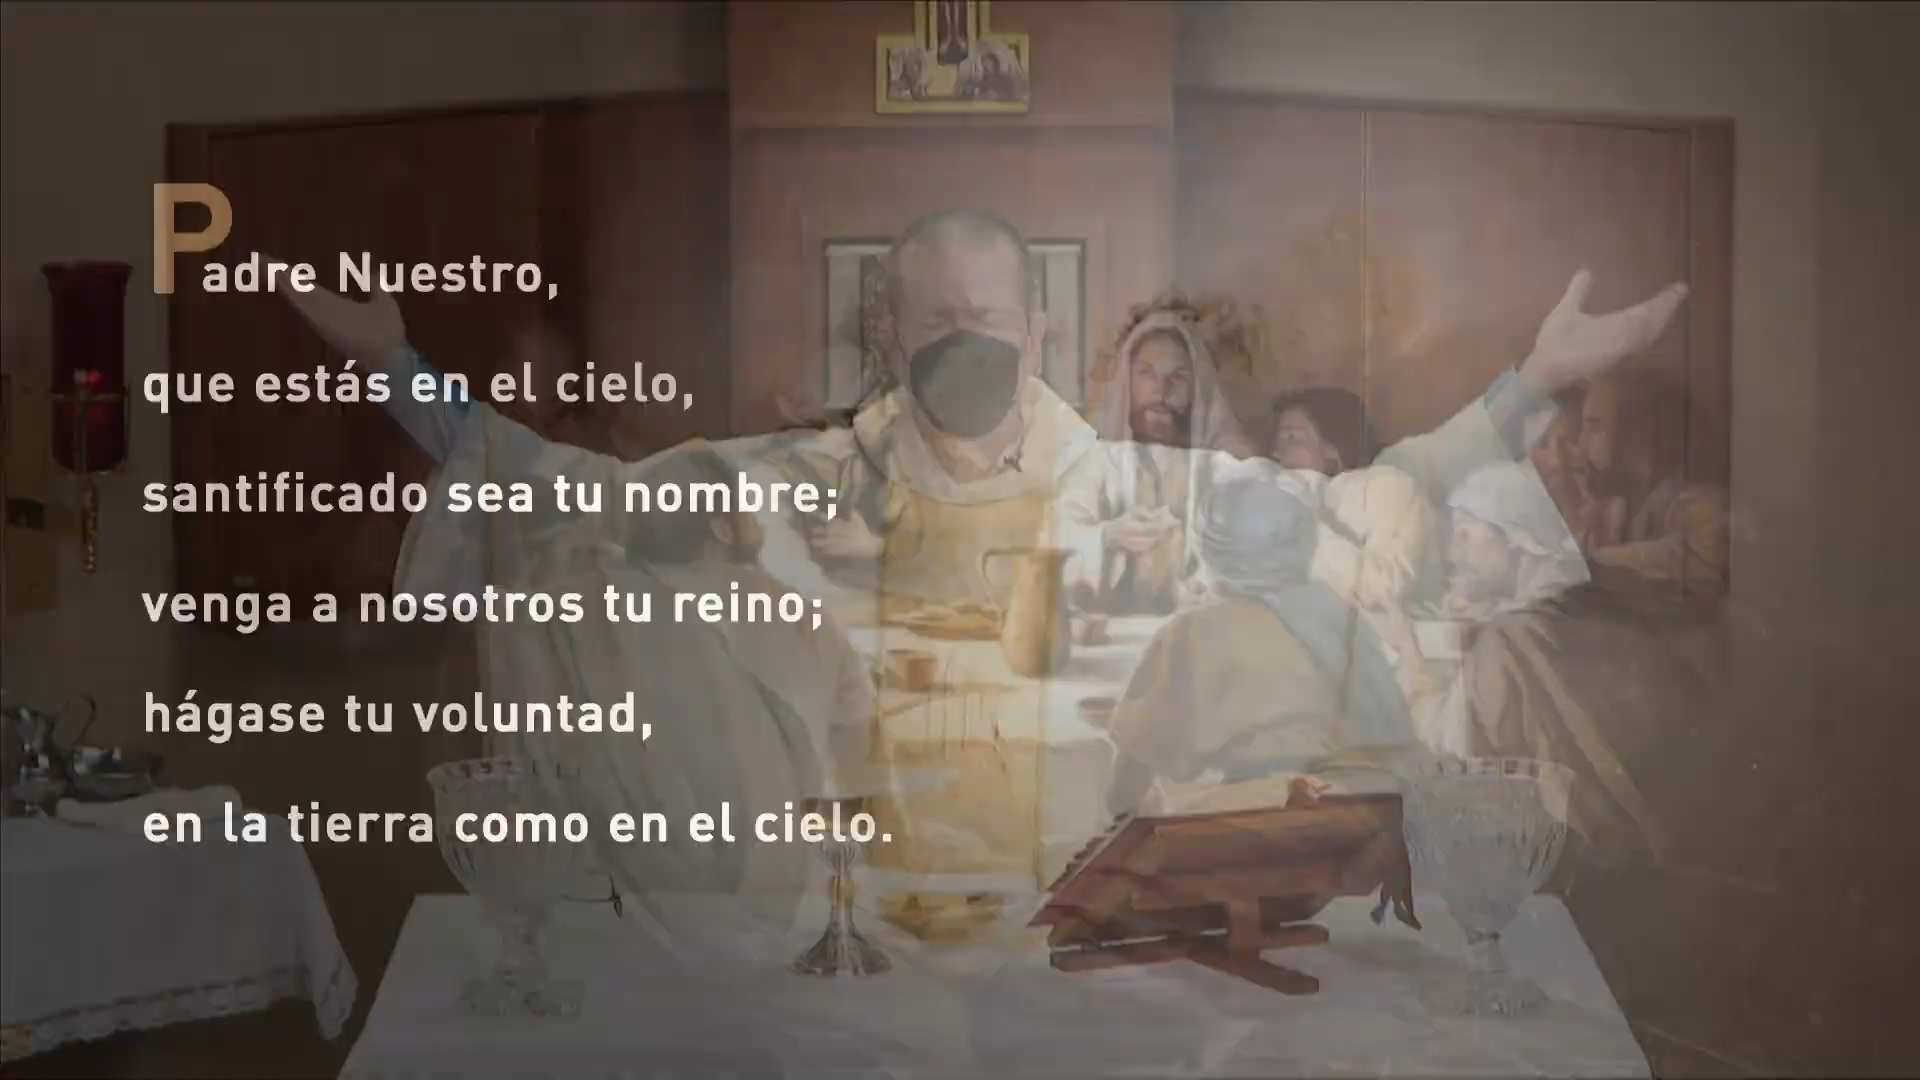 Padre Nuestro,
que estás en el cielo,
santificado sea tu nombre;
venga a nosotros tu reino;
hágase tu voluntad,
en la tierra como en el cielo.